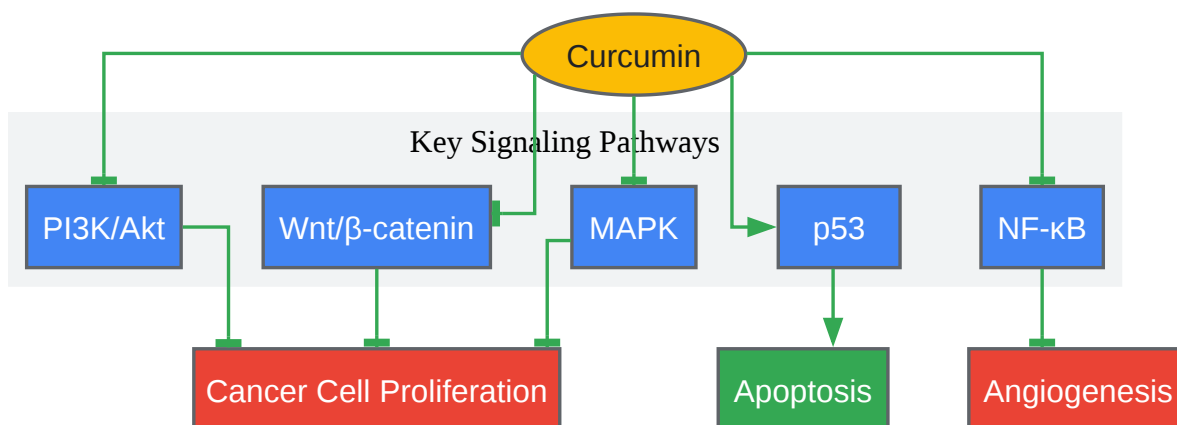 Curcumin
Key Signaling Pathways
PI3K/Akt
Wnt/β-catenin
MAPK
p53
NF-κB
Cancer Cell Proliferation
Apoptosis
Angiogenesis